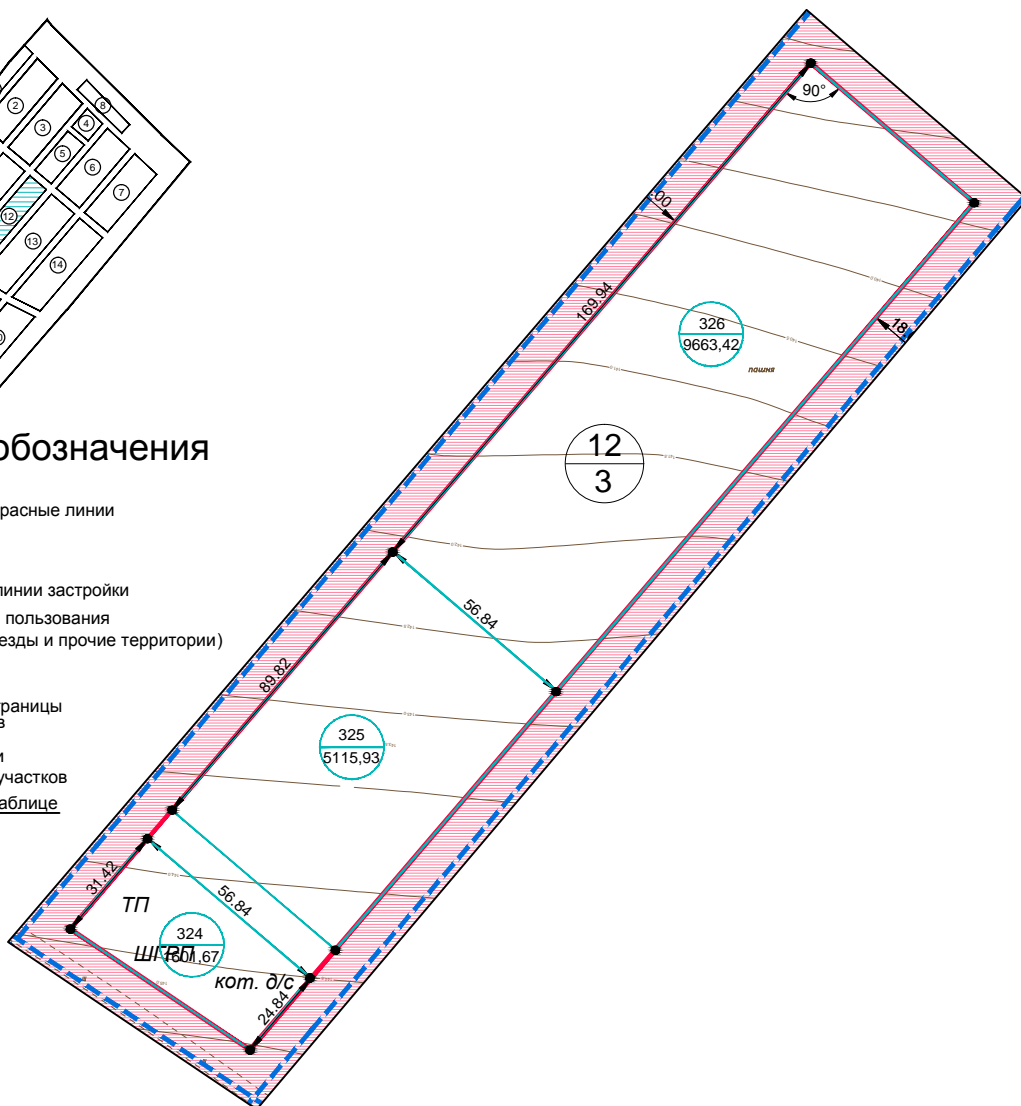 2
3
8
4
5
6
7
12
13
14
обозначения
расные линии
линии застройки
пользования
езды и прочие территории)
границы
в
и
участков
аблице
90°
169.94
18
326
9663,42
пашня
12
3
56.84
89.82
325
5115,93
31.42
56.84
ТП
324
ШГРП
кот. д/с
24.84